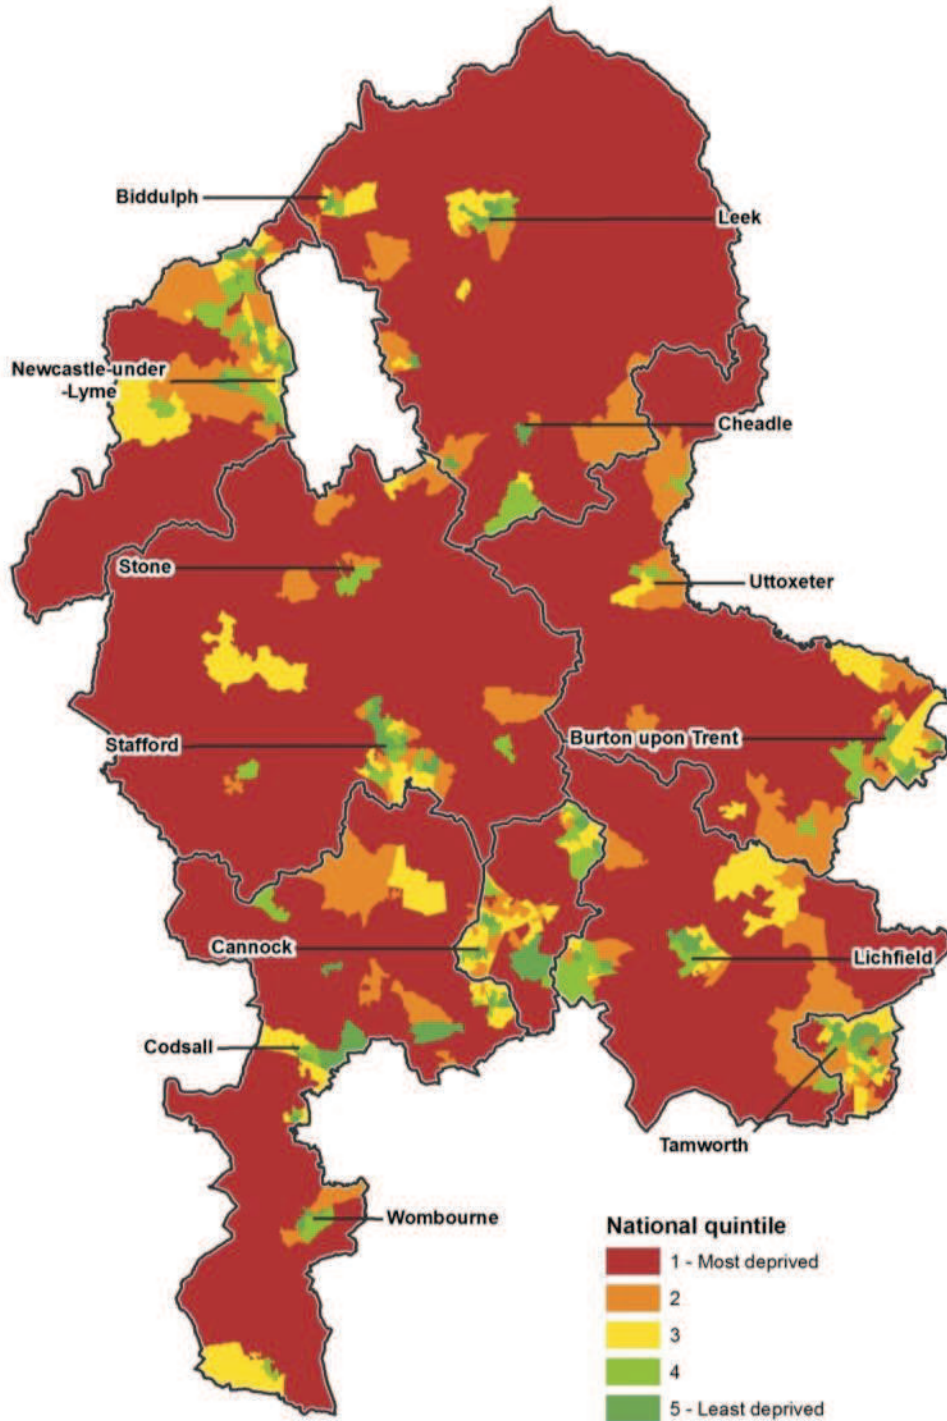 Biddulph
Leek
Newcastle-under
-Lyme
Cheadle
Stone
Uttoxeter
Stafford
Burton upon Trent
Cannock
Lichfield
Codsall
Tamworth
Wombourne
National quintile
1 - Most deprived
2
3
4
5 - Least deprived